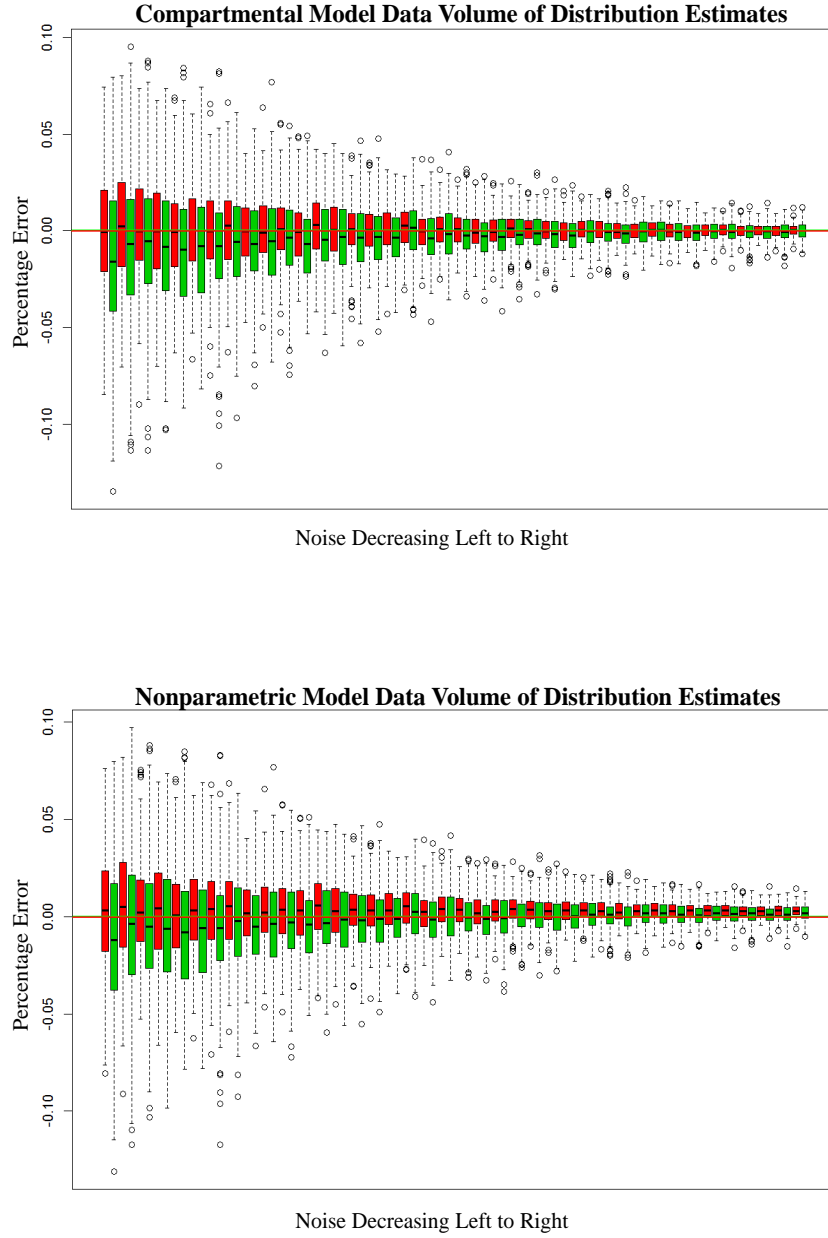 Compartmental Model Data Volume of Distribution Estimates
0.10
0.05
0.00
-0.05
-0.10
Percentage Error
Noise Decreasing Left to Right
Nonparametric Model Data Volume of Distribution Estimates
0.10
0.05
0.00
-0.05
-0.10
Percentage Error
Noise Decreasing Left to Right